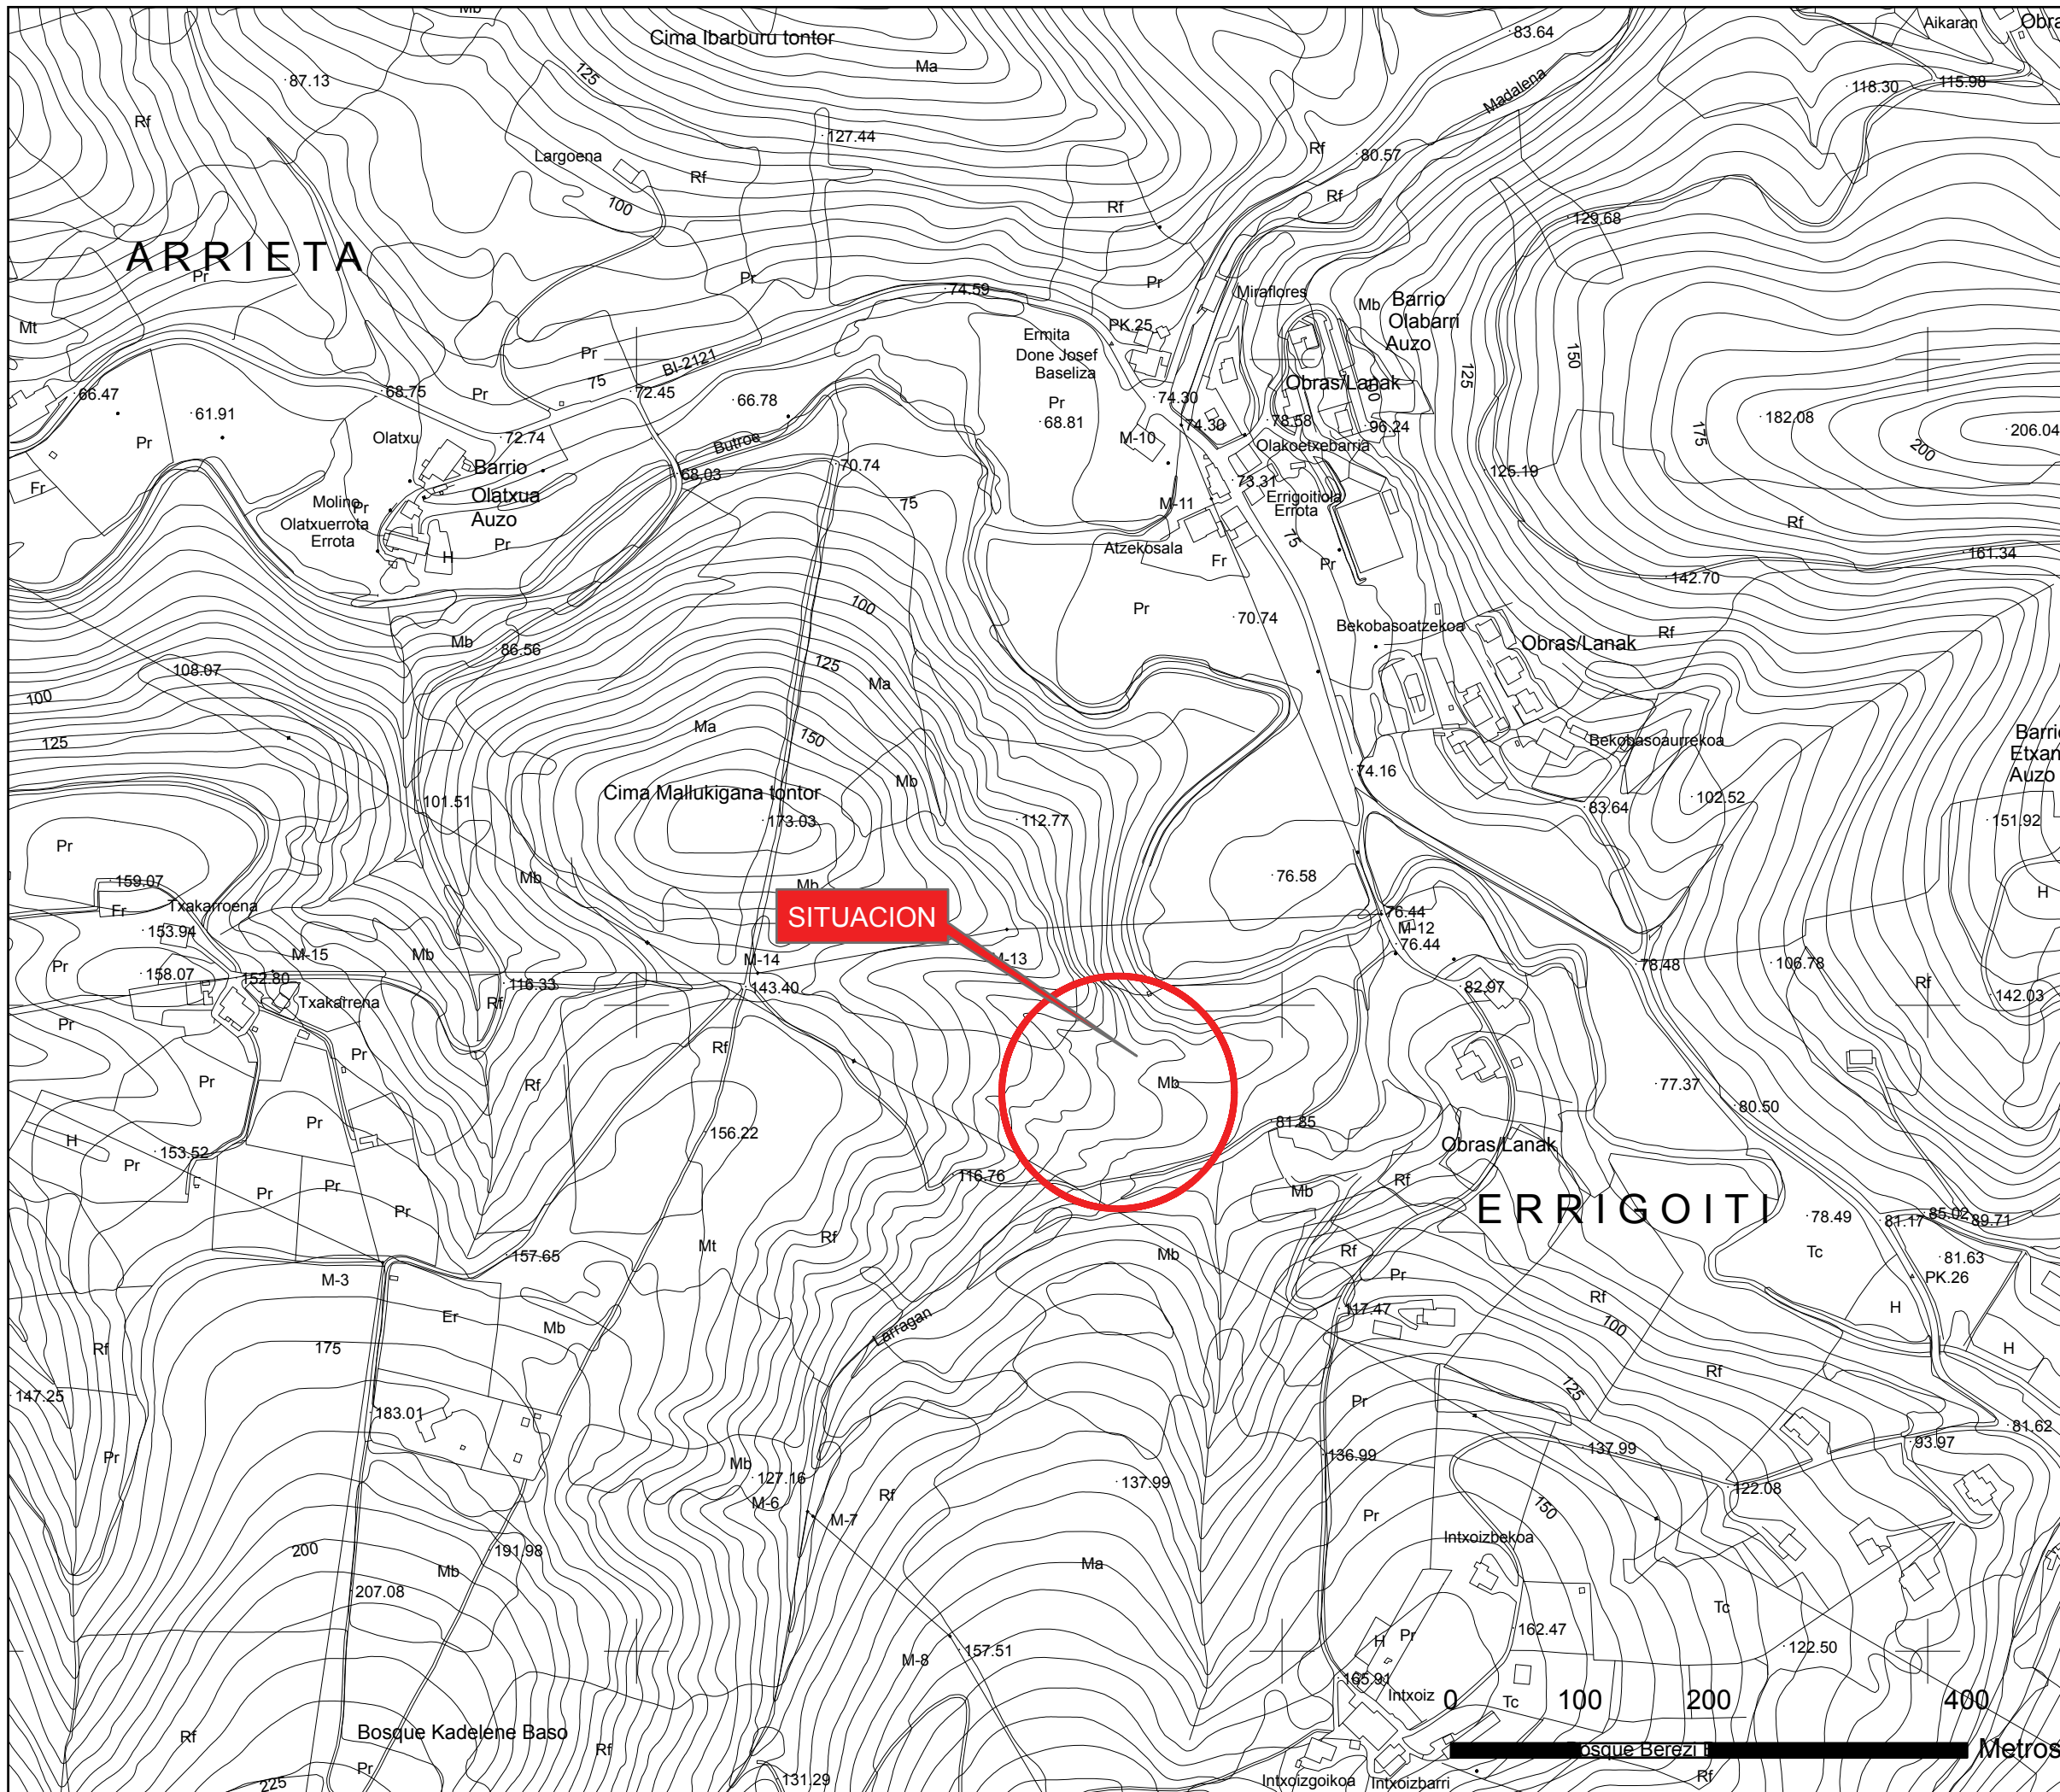 Mb
Cima Ibarburu tontor
83.64
Aikaran
Ma
125
87.13
Madalena
118.30
115.98
Rf
127.44
Largoena
Rf
80.57
Rf
100
Rf
Rf
129.68
ARRIETA
Pr
Pr
Pr
74.59
Miraflores
Mb
Barrio
Olabarri
Auzo
Mt
PK.25
Ermita
Done Josef
Baseliza
Pr
BI-2121
75
125
150
66.47
68.75
Pr
72.45
66.78
Pr
68.81
74.30
Obras/Lanak
61.91
78.58
96.24
182.08
175
200
206.04
Pr
Olatxu
72.74
Butroe
M-10
74.30
Olakoetxebarria
Barrio
Olatxua
Auzo
68,03
70.74
73.31
125.19
Fr
Molino
Pr
Olatxuerrota
Errota
75
M-11
Errigoitiola
Errota
Rf
H
Pr
Atzekosala
Fr
75
Pr
161.34
142.70
Pr
70.74
Bekobasoatzekoa
Obras/Lanak
Rf
Mb
86.56
100
125
Ma
108.07
100
125
Ma
150
Bekobasoaurrekoa
74.16
Cima Mallukigana tontor
173.03
Mb
112.77
101.51
83.64
102.52
151.92
Pr
159.07
Fr
Txakarroena
Mb
Mb
76.58
H
153.94
SITUACION
76.44
M-12
76.44
M-15
Mb
M-14
M-13
78.48
106.78
Pr
158.07
152.80
Txakarrena
Rf
116.33
143.40
82.97
Rf
142.03
Pr
Pr
Rf
Pr
Rf
Mb
77.37
80.50
H
Pr
153.52
Pr
156.22
81.85
Obras/Lanak
Pr
Pr
Pr
116.76
Mb
Rf
ERRIGOITI
78.49
81.17
85.02
89.71
Mt
Rf
Mb
Rf
Pr
Tc
81.63
PK.26
157.65
M-3
Er
Mb
Larragan
117.47
Rf
100
H
H
Rf
175
Rf
125
147.25
183.01
Pr
81.62
Pr
Mb
127.16
M-6
M-7
Rf
137.99
136.99
137.99
93.97
122.08
Pr
150
Intxoizbekoa
200
191.98
Mb
207.08
Ma
Tc
M-8
157.51
H
Pr
162.47
122.50
165.91
Intxoiz
Tc
0
100
200
400
Metros
Rf
Bosque Kadelene Baso
Pr
Rf
225
131.29
Intxoizgoikoa
Intxoizbarri
Rf